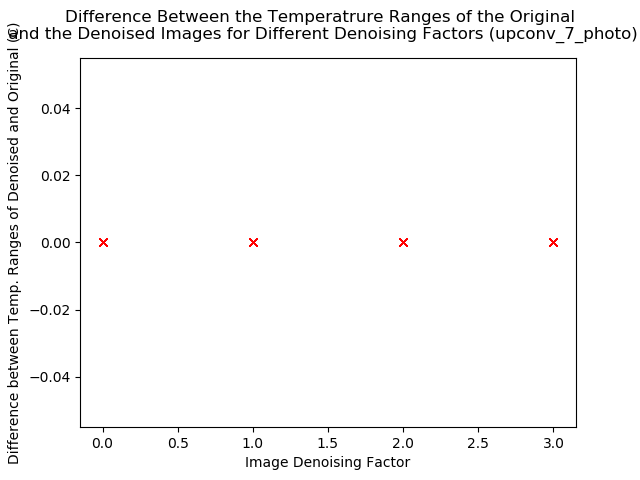 Difference Between the Temperatrure Ranges of the Original
and the Denoised Images for Different Denoising Factors (upconv_7_photo)
Difference between Temp. Ranges of Denoised and Original (C)
0.04
0.02
0.00
−0.02
−0.04
0.0 0.5 1.0 1.5 2.0 2.5 3.0
Image Denoising Factor